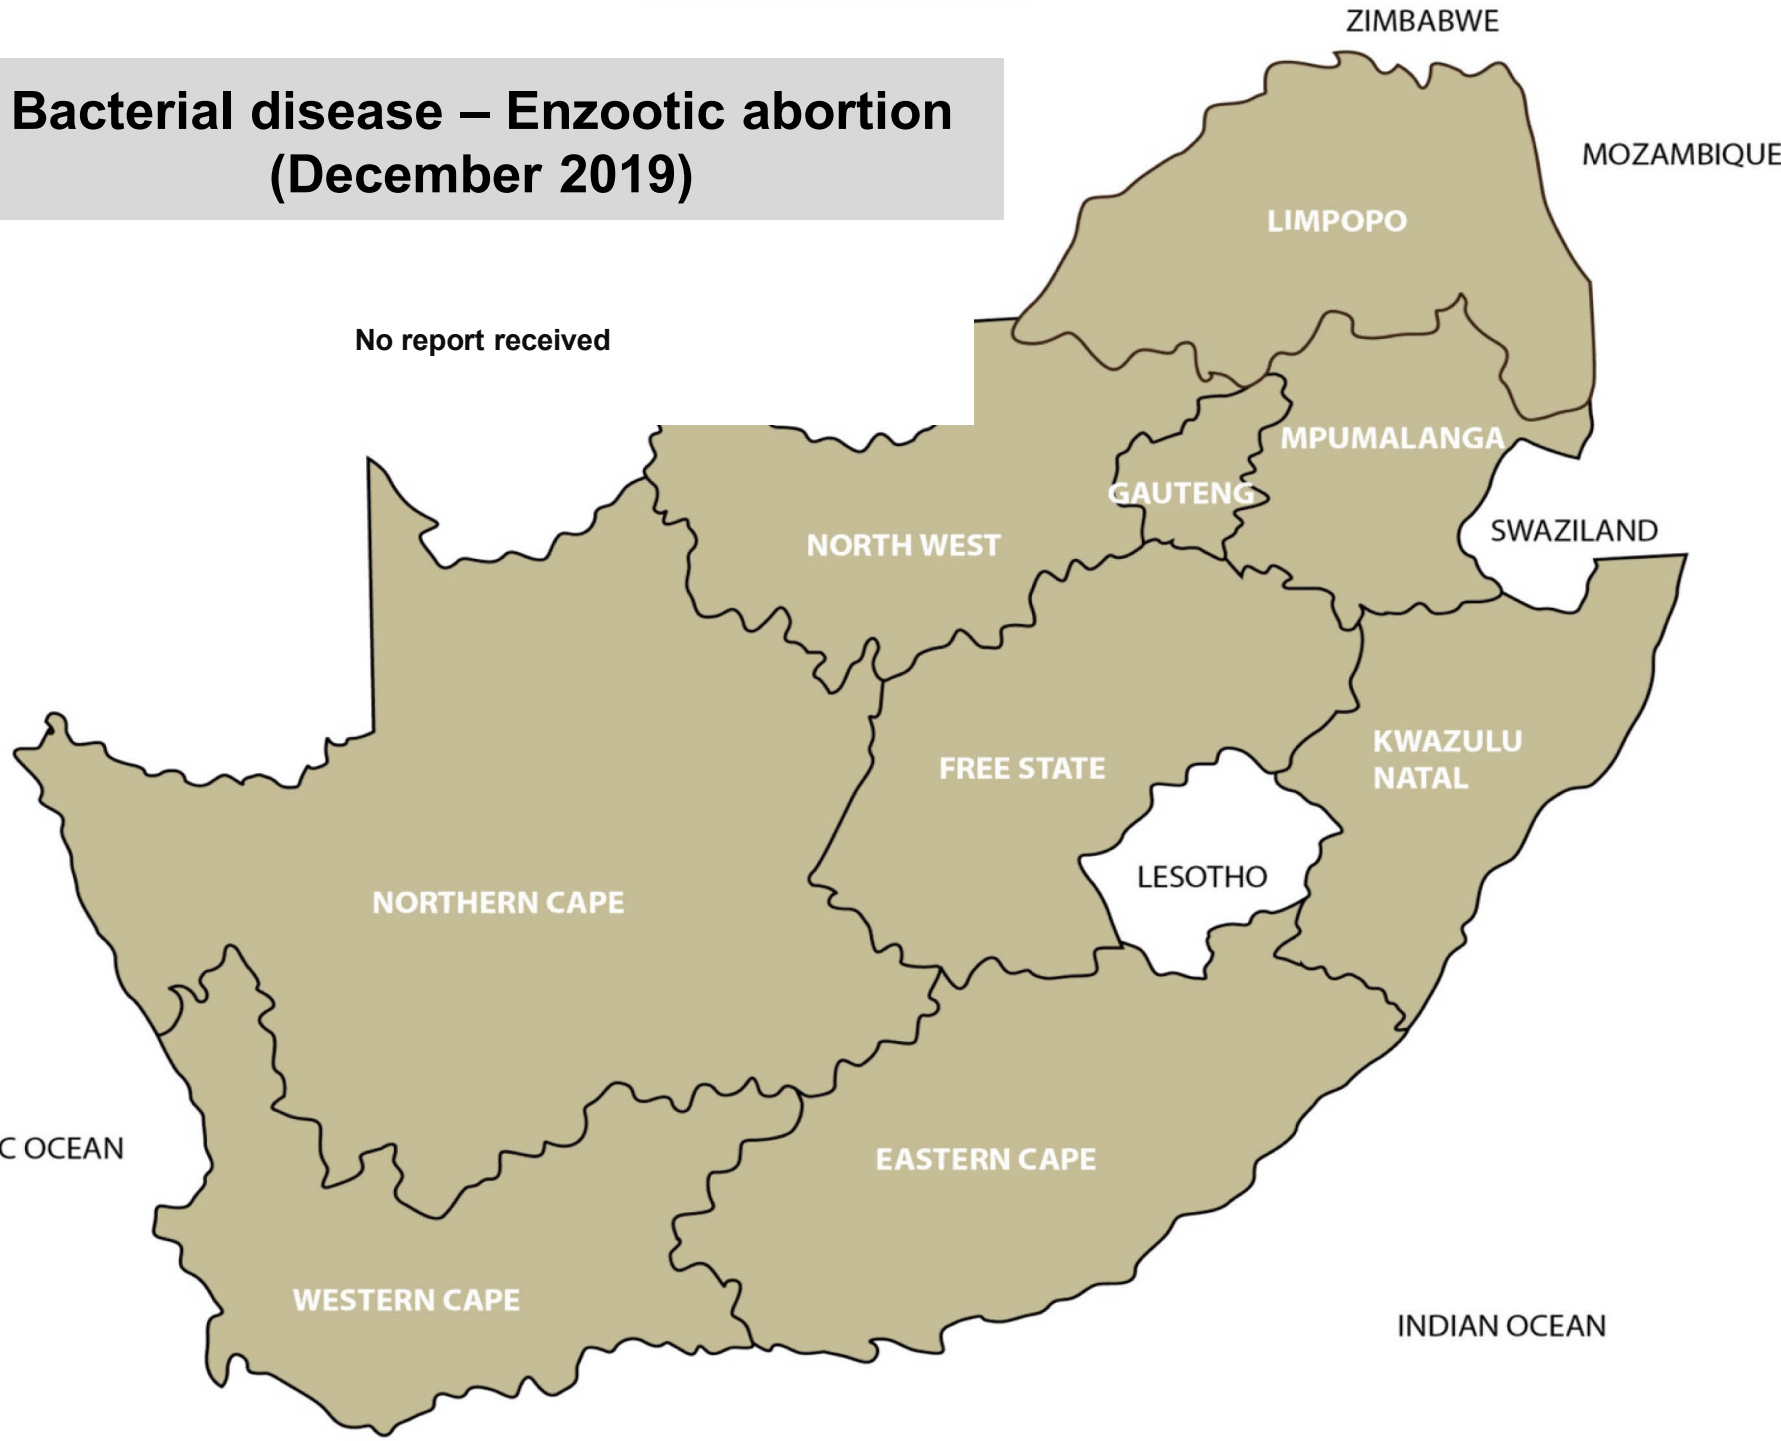 ZIMBABWE
Bacterial disease – Enzootic abortion
(December 2019)
MOZAMBIQUE
LIMPOPO
No report received
MPUMALANGA
GAUTENG
SWAZILAND
NORTH WEST
KWAZULU
NATAL
FREE STATE
LESOTHO
NORTHERN CAPE
C OCEAN
EASTERN CAPE
WESTERN CAPE
INDIAN OCEAN